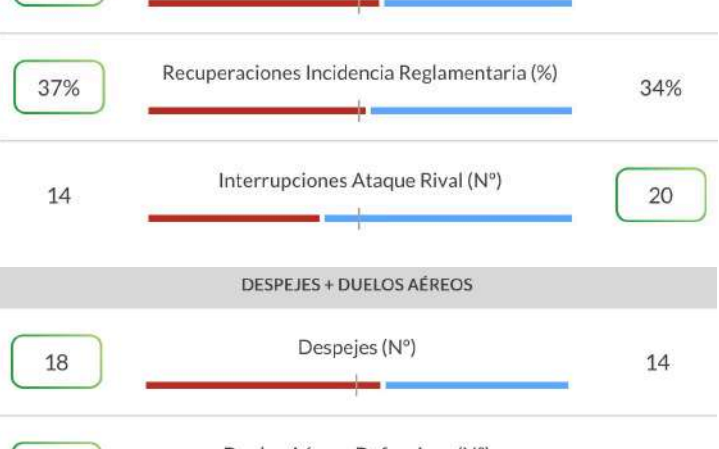 Recuperaciones Incidencia Reglamentaria (%)
37%
34%
Interrupciones Ataque Rival (Nº)
14
20
DESPEJES + DUELOS AÉREOS
Despejes (Nº)
18
14